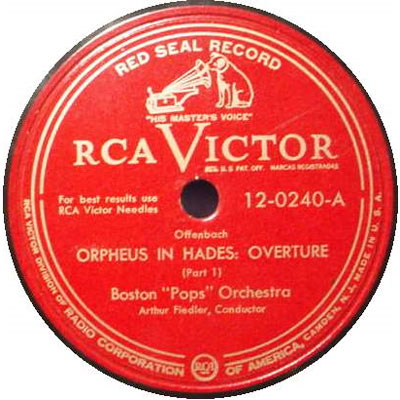 RED SEAL RECORD
"HIS MASTER'S VOICE"
RCA VICTOR
REG. U S PAT. OFF. MARCAS REGISTRADAS
For best results use
RCA Victor Needles
12-0240-A
Offenbach
ORPHEUS IN HADES: OVERTURE
(Part 1)
Boston "Pops" Orchestra
Arthur Fiedler, Conductor
RCA VICTOR DIVISION OF RADIO CORPORATION OF AMERICA, CAMDEN, N. J., MADE IN U. S. A.
RCA